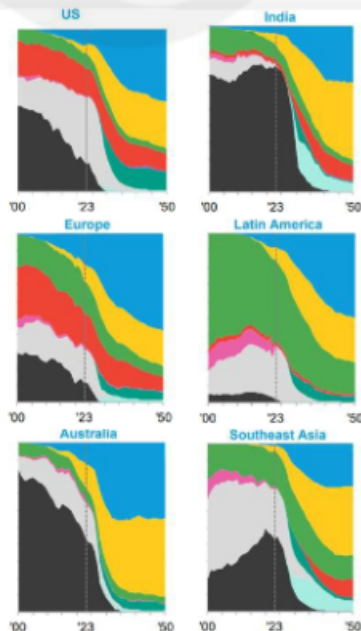 US
India
'00 '23 '50
'00 '23 '50
Europe
Latin America
'00 '23 '50
'00 '23 '50
Australia
Southeast Asia
'00 '23 '50
'00 '23 '50